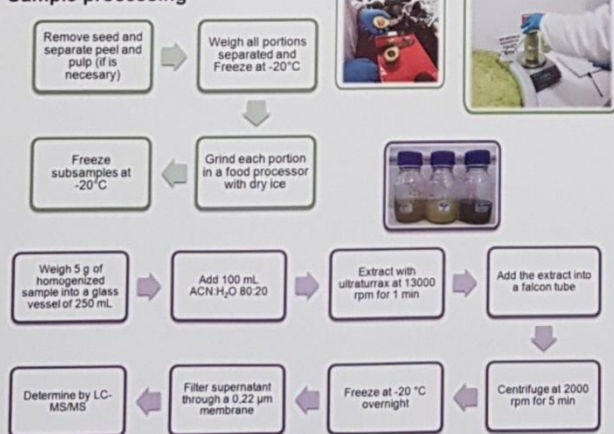 Sample processing
Remove seed and
separate peel and
pulp (if is
necesary)
Weigh all portions
separated and
Freeze at -20°C
Grind each portion
in a food processor
with dry ice
Freeze
subsamples at
-20°C
Weigh 5 g of
homogenized
sample into a glass
vessel of 250 mL
Add 100 mL
ACN:H₂O 80:20
Extract with
ultraturrax at 13000
rpm for 1 min
Add the extract into
a falcon tube
Centrifuge at 2000
rpm for 5 min
Freeze at -20 °C
overnight
Filter supernatant
through a 0,22 µm
membrane
Determine by LC-
MS/MS